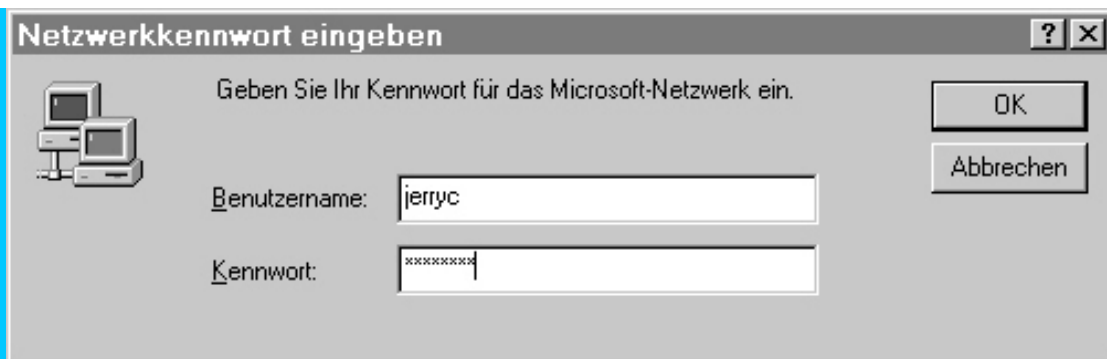 Netzwerkkennwort eingeben
Geben Sie Ihr Kennwort für das Microsoft-Netzwerk ein.
OK
Abbrechen
Benutzername: jerryc
Kennwort: ********